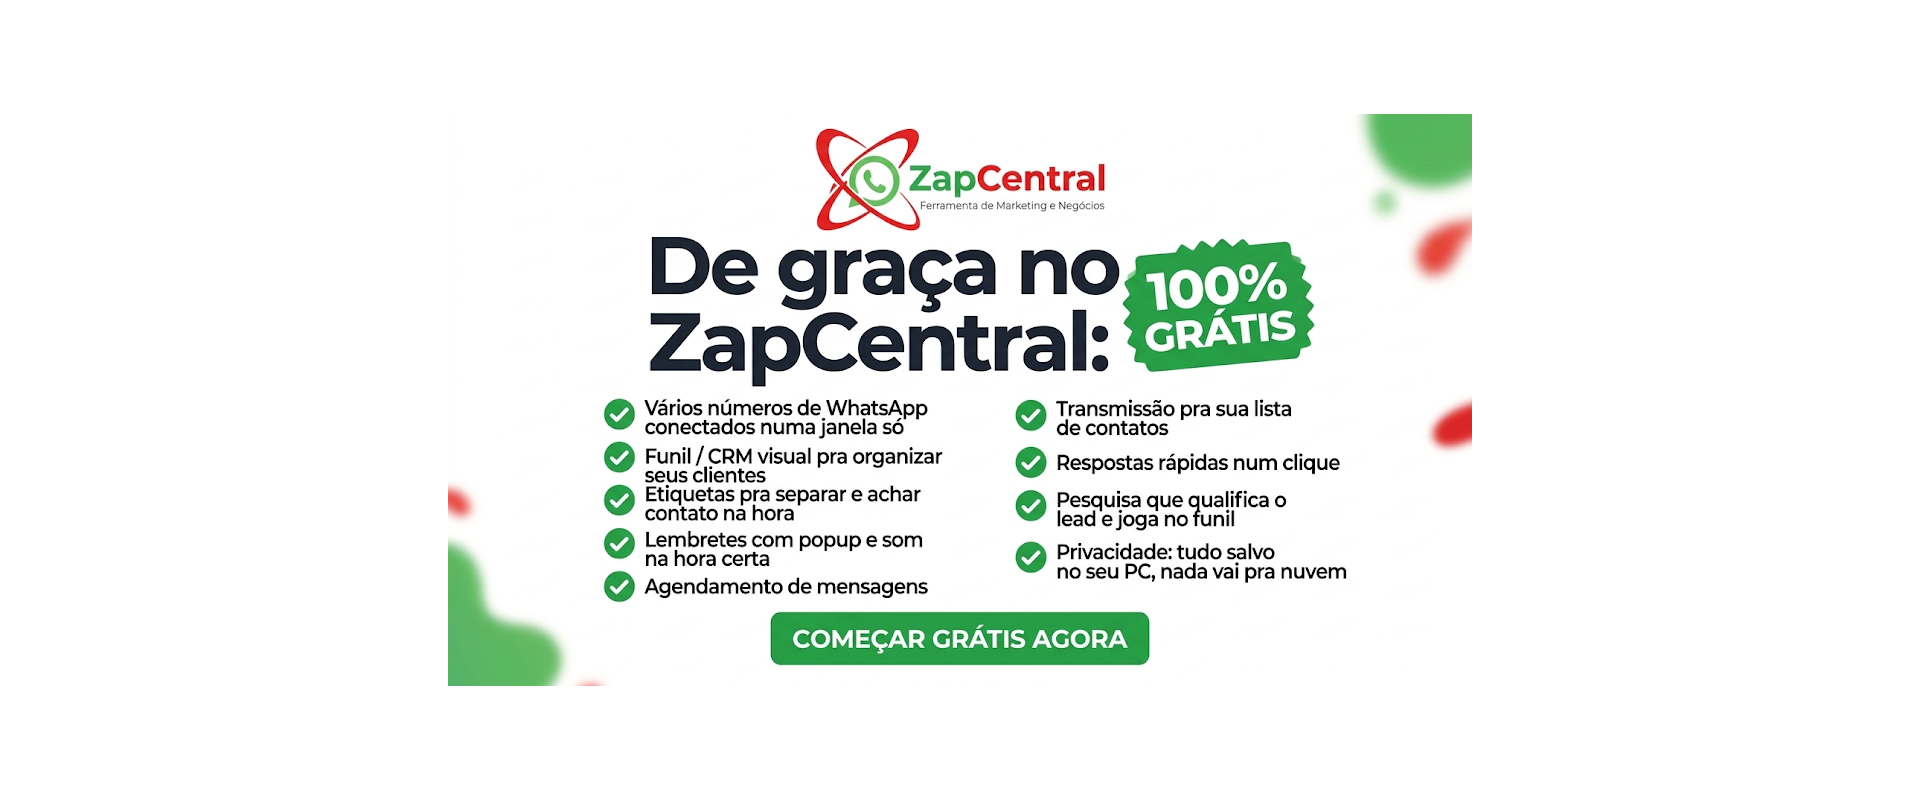 ZapCentral
Ferramenta de Marketing e Negócios
De graça no
ZapCentral:
100%
GRÁTIS
Vários números de WhatsApp
conectados numa janela só
Funil / CRM visual pra organizar
seus clientes
Etiquetas pra separar e achar
contato na hora
Lembretes com popup e som
na hora certa
Agendamento de mensagens
Transmissão pra sua lista
de contatos
Respostas rápidas num clique
Pesquisa que qualifica o
lead e joga no funil
Privacidade: tudo salvo
no seu PC, nada vai pra nuvem
COMEÇAR GRÁTIS AGORA